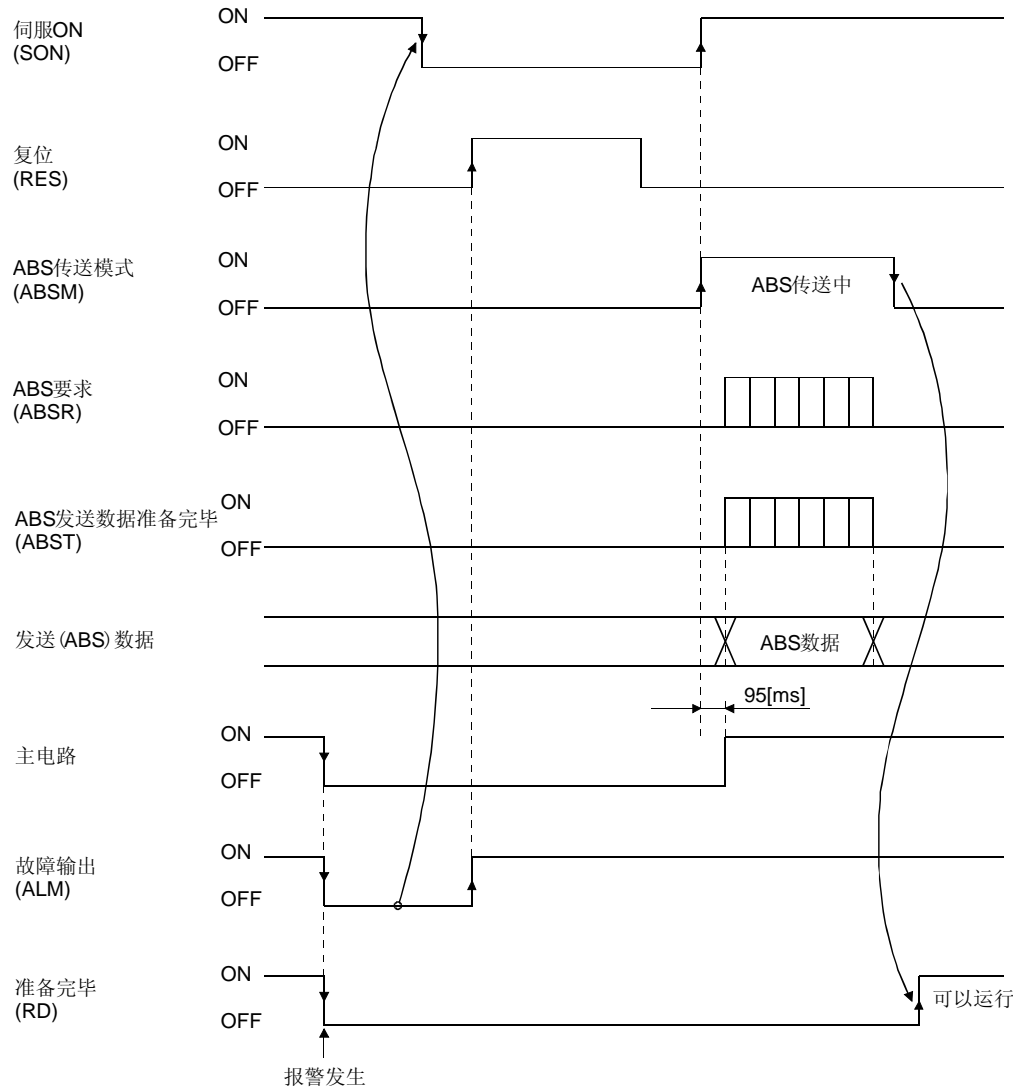 伺服ON
(SON)
ON
OFF
复位
(RES)
ON
OFF
ABS传送模式
(ABSM)
ON
OFF
ABS传送中
ABS要求
(ABSR)
ON
OFF
ABS发送数据准备完毕
(ABST)
ON
OFF
发送(ABS)数据
ABS数据
95[ms]
主电路
ON
OFF
故障输出
(ALM)
ON
OFF
准备完毕
(RD)
ON
OFF
可以运行
报警发生